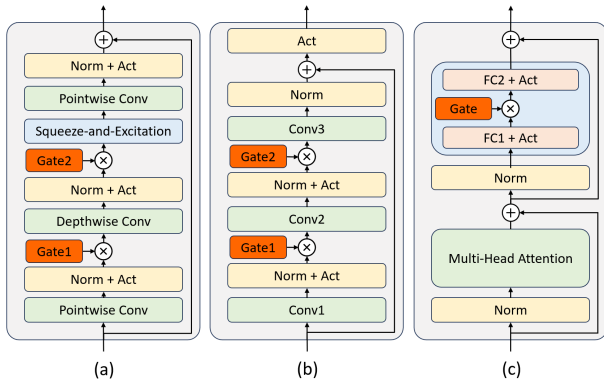 Norm + Act
Pointwise Conv
Squeeze-and-Excitation
Gate2
Norm + Act
Depthwise Conv
Gate1
Norm + Act
Pointwise Conv
(a)
Act
Norm
Conv3
Gate2
Norm + Act
Conv2
Gate1
Norm + Act
Conv1
(b)
FC2 + Act
Gate
FC1 + Act
Norm
Multi-Head Attention
Norm
(c)